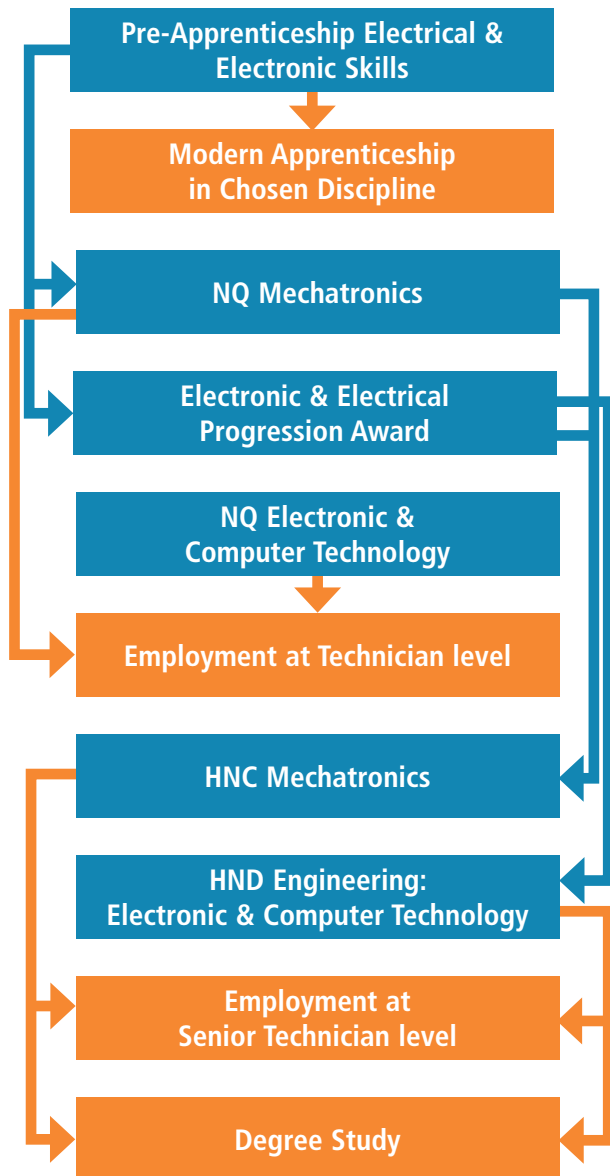 Pre-Apprenticeship Electrical &
Electronic Skills
Modern Apprenticeship
in Chosen Discipline
NQ Mechatronics
Electronic & Electrical
Progression Award
NQ Electronic &
Computer Technology
Employment at Technician level
HNC Mechatronics
HND Engineering:
Electronic & Computer Technology
Employment at
Senior Technician level
Degree Study